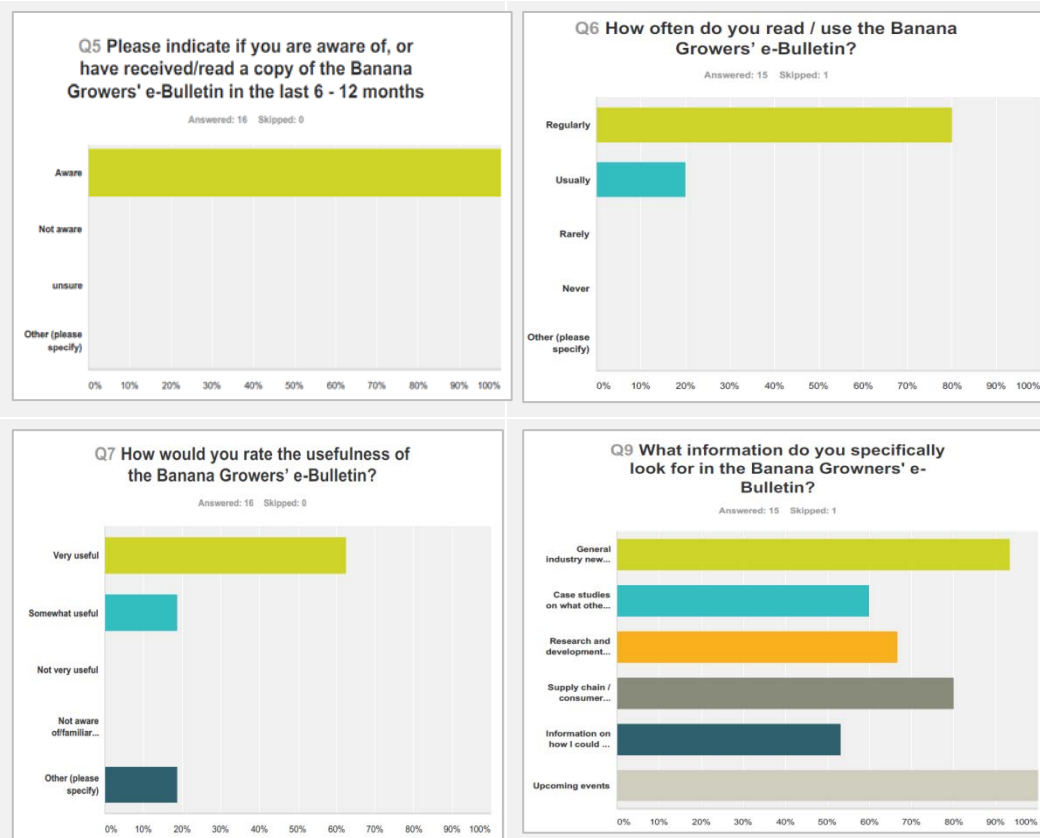 Q5 Please indicate if you are aware of, or
have received/read a copy of the Banana
Growers' e-Bulletin in the last 6 - 12 months
Answered: 16 Skipped: 0
Aware
Not aware
unsure
Other (please
specify)
0% 10% 20% 30% 40% 50% 60% 70% 80% 90% 100%
Q6 How often do you read / use the Banana
Growers’ e-Bulletin?
Answered: 15 Skipped: 1
Regularly
Usually
Rarely
Never
Other (please
specify)
0% 10% 20% 30% 40% 50% 60% 70% 80% 90% 100%
Q7 How would you rate the usefulness of
the Banana Growers’ e-Bulletin?
Answered: 16 Skipped: 0
Very useful
Somewhat useful
Not very useful
Not aware
of/familiar...
Other (please
specify)
0% 10% 20% 30% 40% 50% 60% 70% 80% 90% 100%
Q9 What information do you specifically
look for in the Banana Growners' e-
Bulletin?
Answered: 15 Skipped: 1
General
industry new...
Case studies
on what othe...
Research and
development...
Supply chain /
consumer...
Information on
how I could ...
Upcoming events
0% 10% 20% 30% 40% 50% 60% 70% 80% 90% 100%